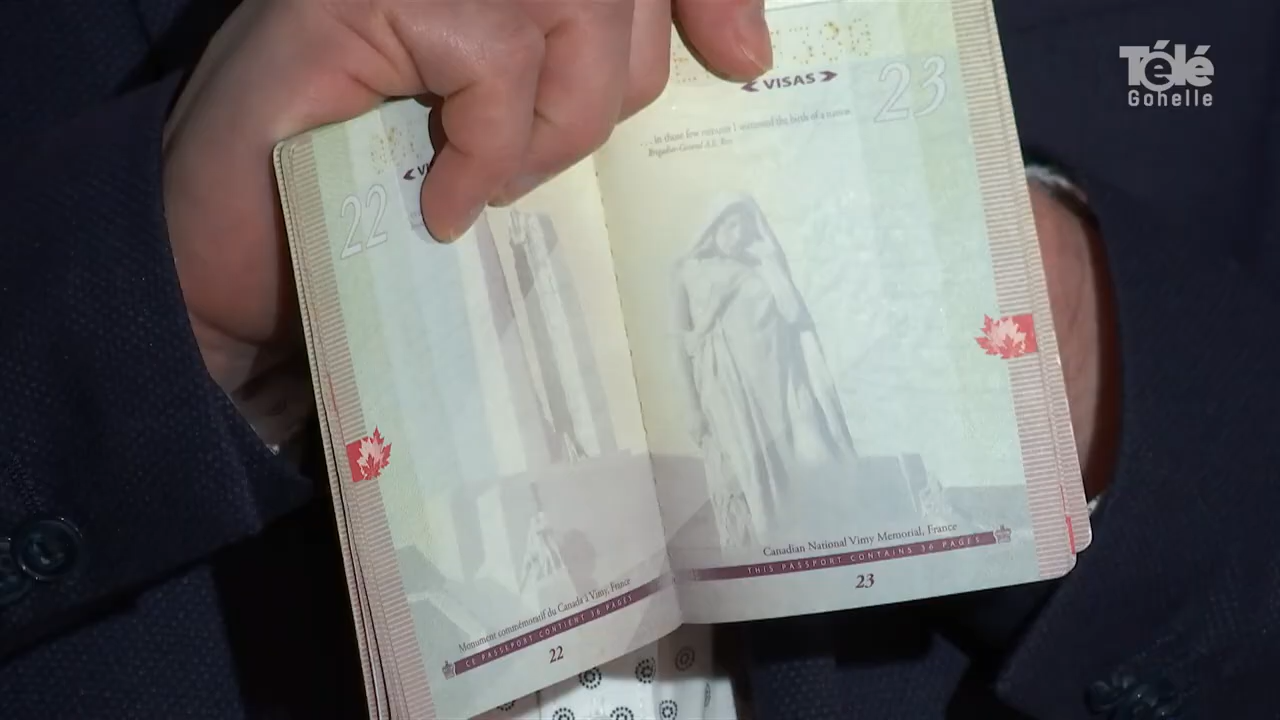 Télé
Gohelle
VISAS
23
22
... in those few minutes I witnessed the birth of a nation.
Brigadier-General A.E. Ross
Canadian National Vimy Memorial, France
THIS PASSPORT CONTAINS 36 PAGES
23
Monument commémoratif du Canada à Vimy, France
CE PASSEPORT CONTIENT 36 PAGES
22